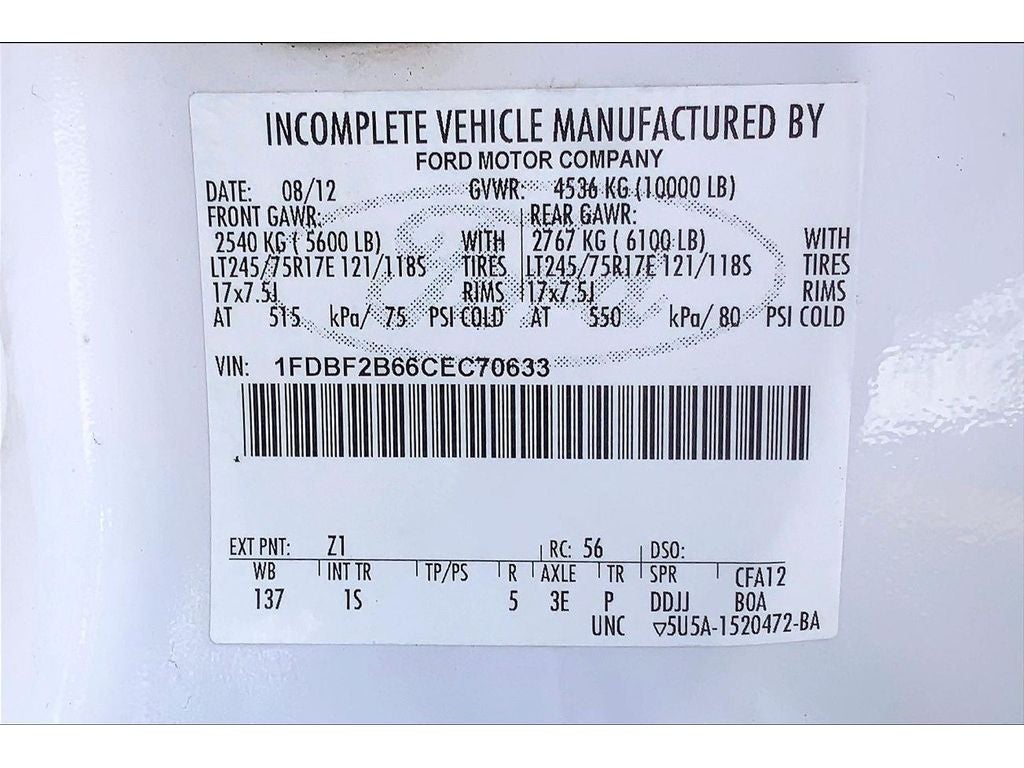 INCOMPLETE VEHICLE MANUFACTURED BY
FORD MOTOR COMPANY
DATE: 08/12 GVWR: 4536 KG (10000 LB)
FRONT GAWR: REAR GAWR:
2540 KG ( 5600 LB) WITH 2767 KG ( 6100 LB) WITH
LT245/75R17E 121/118S TIRES LT245/75R17E 121/118S TIRES
17x7.5J RIMS 17x7.5J RIMS
AT 515 kPa/ 75 PSI COLD AT 550 kPa/ 80 PSI COLD
VIN: 1FDBF2B66CEC70633
EXT PNT: Z1 RC: 56 DSO:
WB INT TR TP/PS R AXLE TR SPR CFA12
137 1S 5 3E P DDJJ BOA
UNC ▽5U5A-1520472-BA